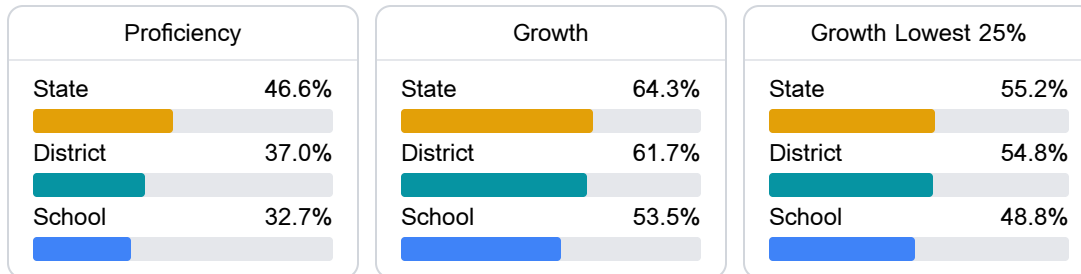 Proficiency
State 46.6%
District 37.0%
School 32.7%
Growth
State 64.3%
District 61.7%
School 53.5%
Growth Lowest 25%
State 55.2%
District 54.8%
School 48.8%